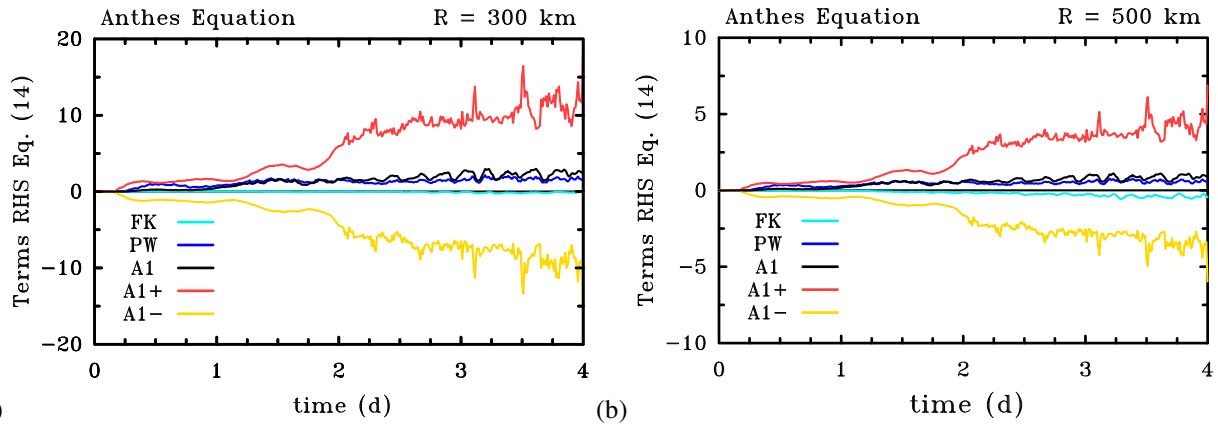 Anthes Equation R = 300 km
20
10
0
-10
-20
Terms RHS Eq. (14)
FK
PW
A1
A1+
A1-
0 1 2 3 4
time (d)
)
Anthes Equation R = 500 km
10
5
0
-5
-10
Terms RHS Eq. (14)
FK
PW
A1
A1+
A1-
0 1 2 3 4
time (d)
(b)